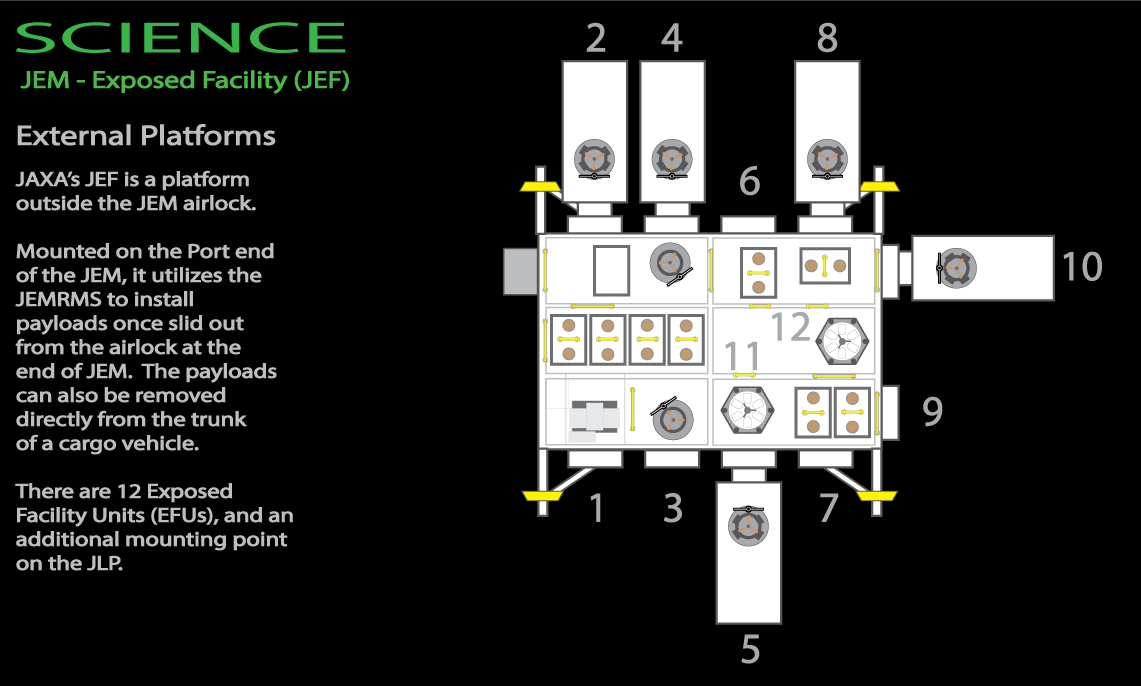 SCIENCE
JEM - Exposed Facility (JEF)
External Platforms
JAXA's JEF is a platform
outside the JEM airlock.
Mounted on the Port end
of the JEM, it utilizes the
JEMRMS to install
payloads once slid out
from the airlock at the
end of JEM.  The payloads
can also be removed
directly from the trunk
of a cargo vehicle.
There are 12 Exposed
Facility Units (EFUs), and an
additional mounting point
on the JLP.
2
4
8
6
10
12
11
9
1
3
7
5